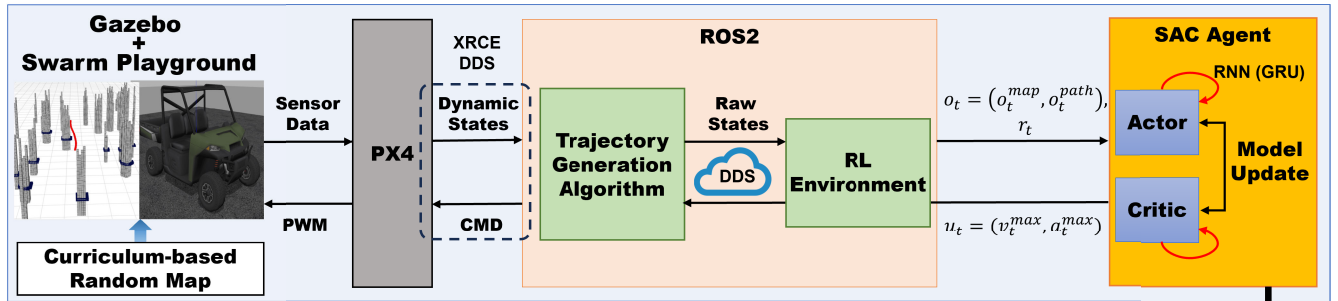 Gazebo
+
Swarm Playground
Curriculum-based
Random Map
Sensor
Data
PWM
PX4
XRCE
DDS
Dynamic
States
CMD
ROS2
Trajectory
Generation
Algorithm
Raw
States
DDS
RL
Environment
$o_t = (o_t^{map}, o_t^{path}),$
$r_t$
$u_t = (v_t^{max}, a_t^{max})$
SAC Agent
RNN (GRU)
Actor
Model
Update
Critic